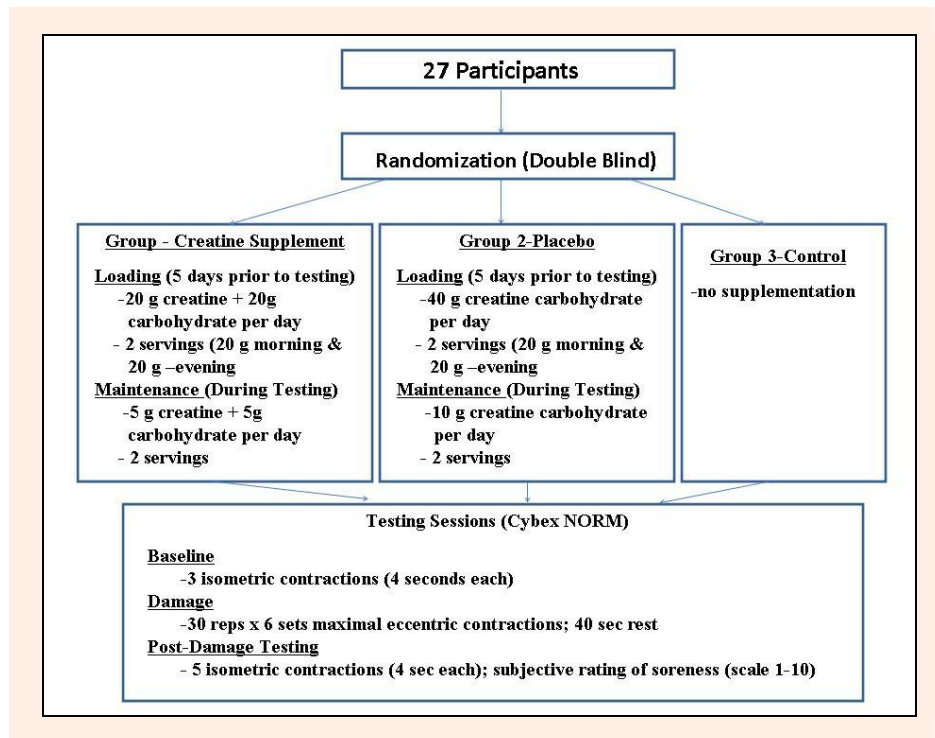 27 Participants
Randomization (Double Blind)
Group - Creatine Supplement
Loading (5 days prior to testing)
-20 g creatine + 20g
carbohydrate per day
- 2 servings (20 g morning &
20 g –evening
Maintenance (During Testing)
-5 g creatine + 5g
carbohydrate per day
- 2 servings
Group 2-Placebo
Loading (5 days prior to testing)
-40 g creatine carbohydrate
per day
- 2 servings (20 g morning &
20 g –evening
Maintenance (During Testing)
-10 g creatine carbohydrate
per day
- 2 servings
Group 3-Control
-no supplementation
Testing Sessions (Cybex NORM)
Baseline
-3 isometric contractions (4 seconds each)
Damage
-30 reps x 6 sets maximal eccentric contractions; 40 sec rest
Post-Damage Testing
- 5 isometric contractions (4 sec each); subjective rating of soreness (scale 1-10)